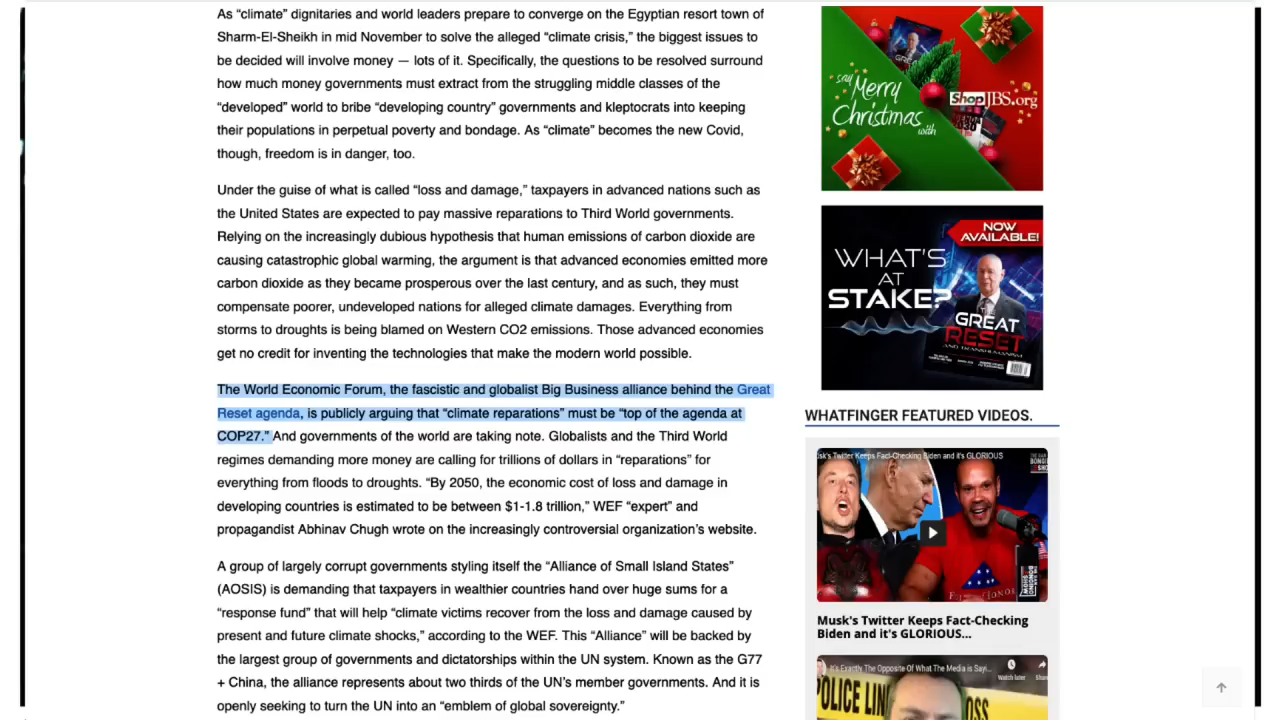 As “climate” dignitaries and world leaders prepare to converge on the Egyptian resort town of
Sharm-El-Sheikh in mid November to solve the alleged “climate crisis,” the biggest issues to
be decided will involve money — lots of it. Specifically, the questions to be resolved surround
how much money governments must extract from the struggling middle classes of the
“developed” world to bribe “developing country” governments and kleptocrats into keeping
their populations in perpetual poverty and bondage. As “climate” becomes the new Covid,
though, freedom is in danger, too.
Under the guise of what is called “loss and damage,” taxpayers in advanced nations such as
the United States are expected to pay massive reparations to Third World governments.
Relying on the increasingly dubious hypothesis that human emissions of carbon dioxide are
causing catastrophic global warming, the argument is that advanced economies emitted more
carbon dioxide as they became prosperous over the last century, and as such, they must
compensate poorer, undeveloped nations for alleged climate damages. Everything from
storms to droughts is being blamed on Western CO2 emissions. Those advanced economies
get no credit for inventing the technologies that make the modern world possible.
The World Economic Forum, the fascistic and globalist Big Business alliance behind the Great
Reset agenda, is publicly arguing that “climate reparations” must be “top of the agenda at
COP27.” And governments of the world are taking note. Globalists and the Third World
regimes demanding more money are calling for trillions of dollars in “reparations” for
everything from floods to droughts. “By 2050, the economic cost of loss and damage in
developing countries is estimated to be between $1-1.8 trillion,” WEF “expert” and
propagandist Abhinav Chugh wrote on the increasingly controversial organization’s website.
A group of largely corrupt governments styling itself the “Alliance of Small Island States”
(AOSIS) is demanding that taxpayers in wealthier countries hand over huge sums for a
“response fund” that will help “climate victims recover from the loss and damage caused by
present and future climate shocks,” according to the WEF. This “Alliance” will be backed by
the largest group of governments and dictatorships within the UN system. Known as the G77
+ China, the alliance represents about two thirds of the UN’s member governments. And it is
openly seeking to turn the UN into an “emblem of global sovereignty.”
say
Merry
Christmas
with
ShopJBS.org
NOW
AVAILABLE!
WHAT'S
AT
STAKE?
THE
GREAT
RESET
AND TRANSHUMANISM
WHATFINGER FEATURED VIDEOS.
sk's Twitter Keeps Fact-Checking Biden and it's GLORIOUS
Musk's Twitter Keeps Fact-Checking
Biden and it's GLORIOUS...
It's Exactly The Opposite Of What The Media is Sayi...
Watch later
Shar
POLICE LIN
OSS